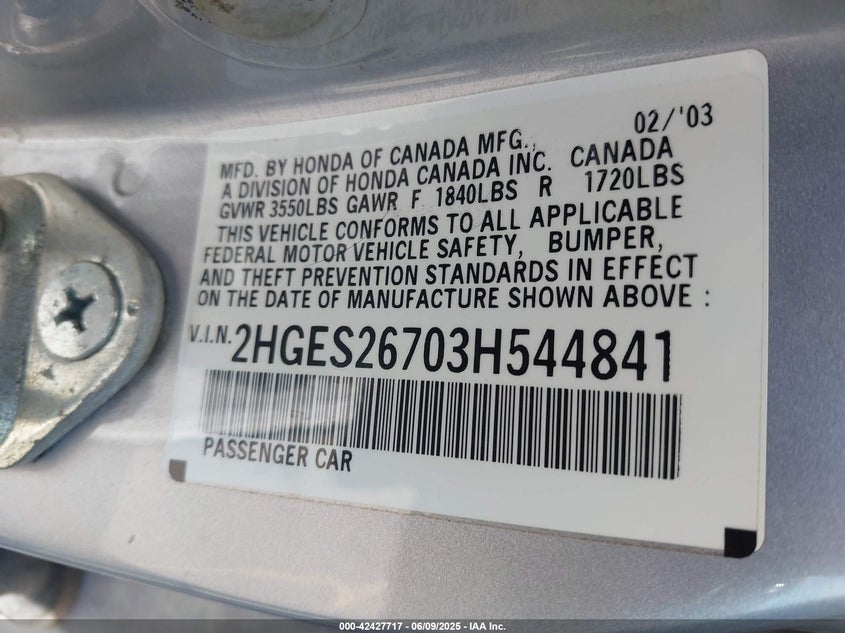 02/'03
MFD. BY HONDA OF CANADA MFG.,
A DIVISION OF HONDA CANADA INC. CANADA
GVWR 3550LBS GAWR F 1840LBS R 1720LBS
THIS VEHICLE CONFORMS TO ALL APPLICABLE
FEDERAL MOTOR VEHICLE SAFETY, BUMPER,
AND THEFT PREVENTION STANDARDS IN EFFECT
ON THE DATE OF MANUFACTURE SHOWN ABOVE :
V.I.N. 2HGES26703H544841
PASSENGER CAR
000-42427717 - 06/09/2025 - IAA Inc.